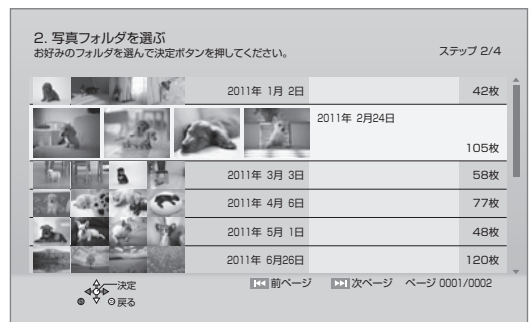 2. 写真フォルダを選ぶ
お好みのフォルダを選んで決定ボタンを押してください。
ステップ 2/4
2011年 1月 2日 42枚
2011年 2月24日
105枚
2011年 3月 3日 58枚
2011年 4月 6日 77枚
2011年 5月 1日 48枚
2011年 6月26日 120枚
決定
戻る
前ページ 次ページ ページ 0001/0002